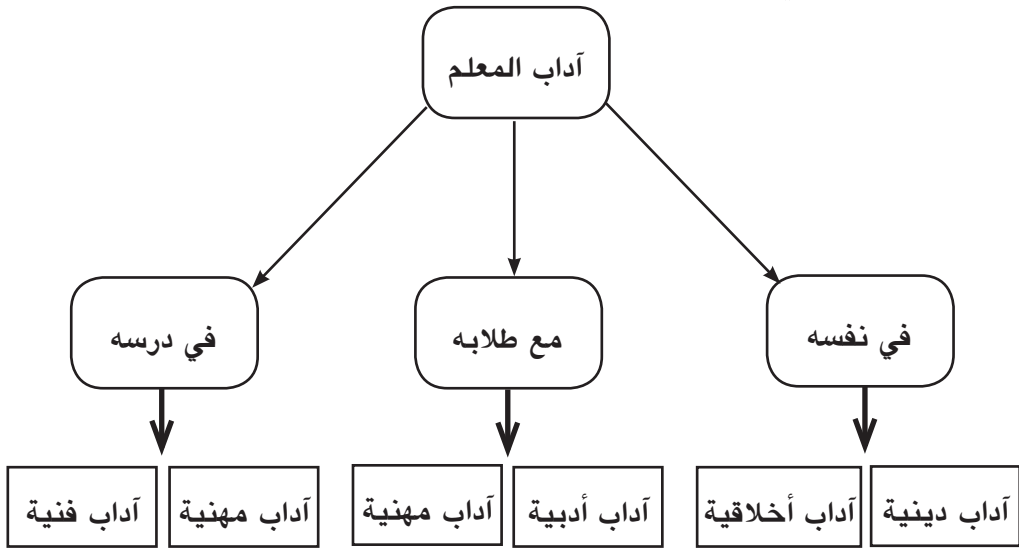 آداب المعلم
في نفسه
مع طلابه
في درسه
آداب دينية
آداب أخلاقية
آداب أدبية
آداب مهنية
آداب مهنية
آداب فنية